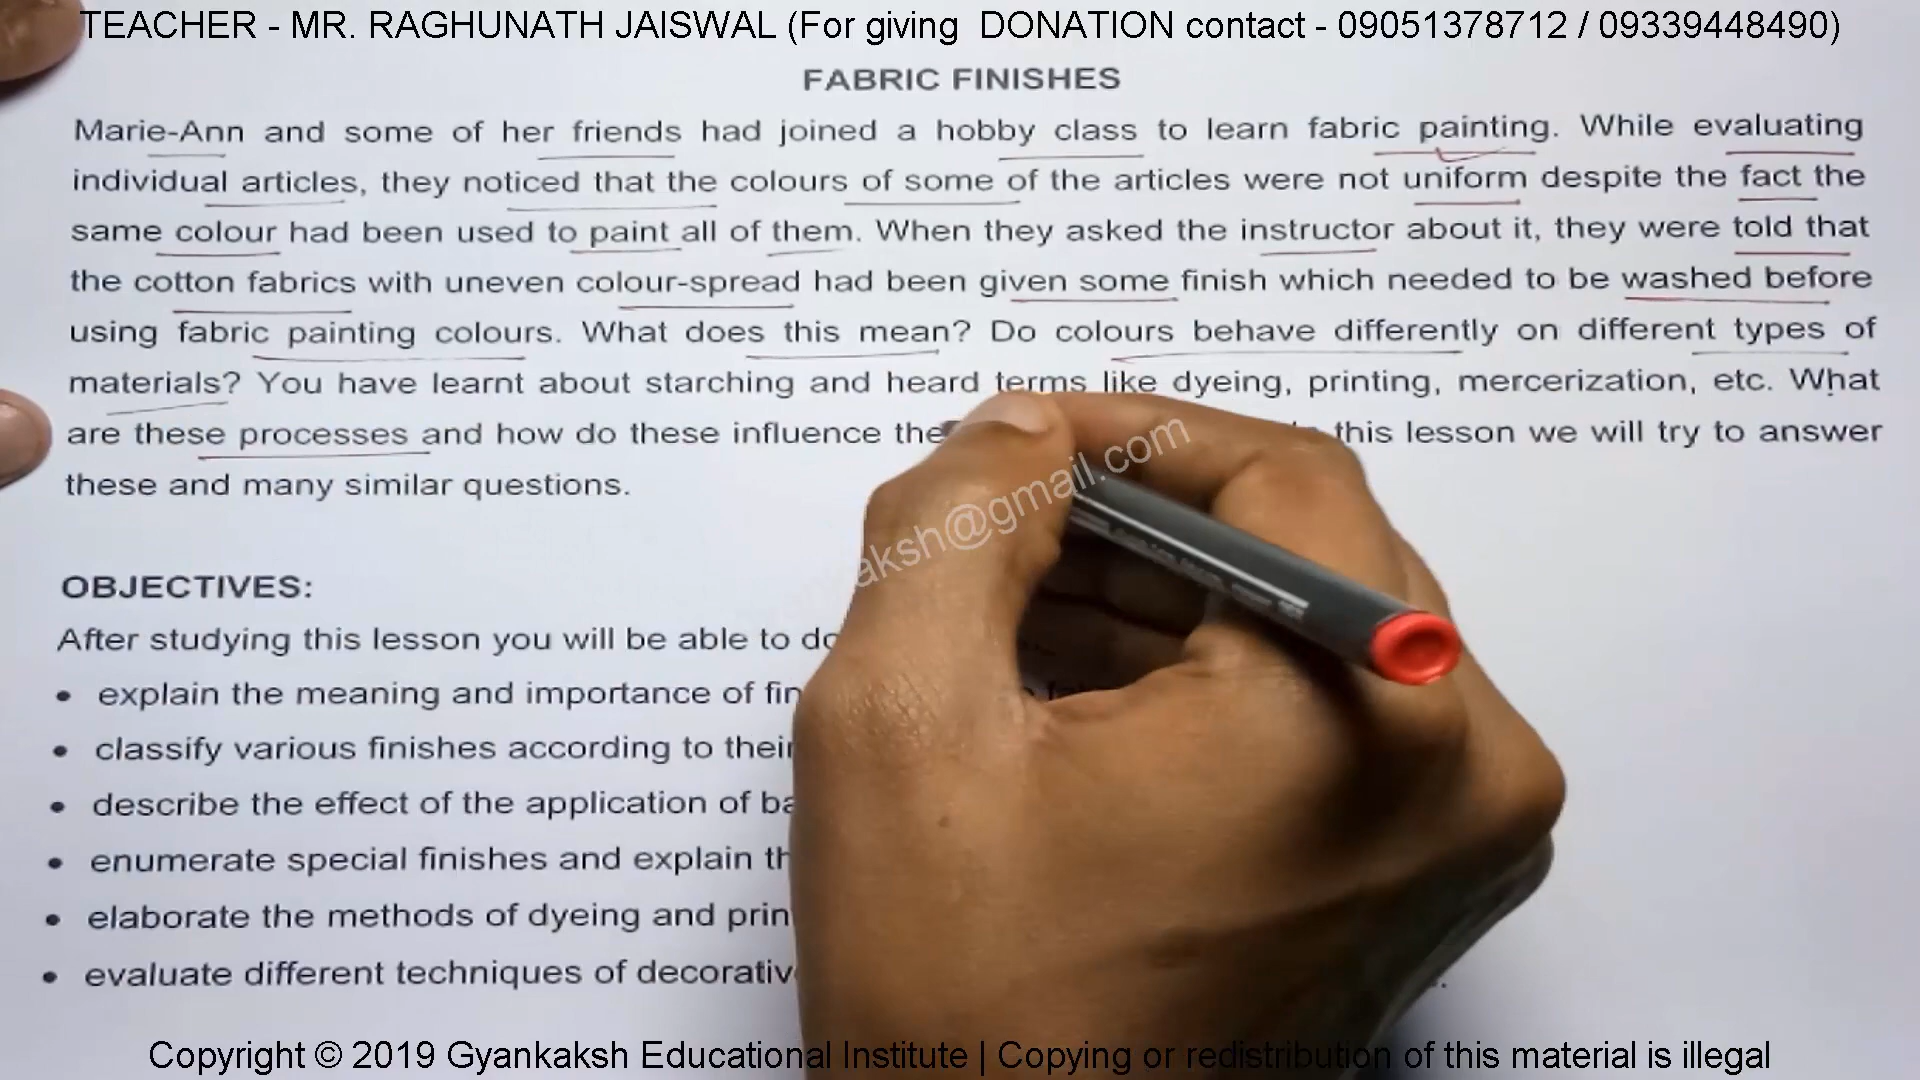 TEACHER - MR. RAGHUNATH JAISWAL (For giving  DONATION contact - 09051378712 / 09339448490)
FABRIC FINISHES
Marie-Ann and some of her friends had joined a hobby class to learn fabric painting. While evaluating
individual articles, they noticed that the colours of some of the articles were not uniform despite the fact the
same colour had been used to paint all of them. When they asked the instructor about it, they were told that
the cotton fabrics with uneven colour-spread had been given some finish which needed to be washed before
using fabric painting colours. What does this mean? Do colours behave differently on different types of
materials? You have learnt about starching and heard terms like dyeing, printing, mercerization, etc. What
are these processes and how do these influence the this lesson we will try to answer
these and many similar questions.
aksh@gmail.com
OBJECTIVES:
After studying this lesson you will be able to
explain the meaning and importance of
• classify various finishes according to their
• describe the effect of the application of
• enumerate special finishes and explain
• elaborate the methods of dyeing and
• evaluate different techniques of
Copyright © 2019 Gyankaksh Educational Institute | Copying or redistribution of this material is illegal